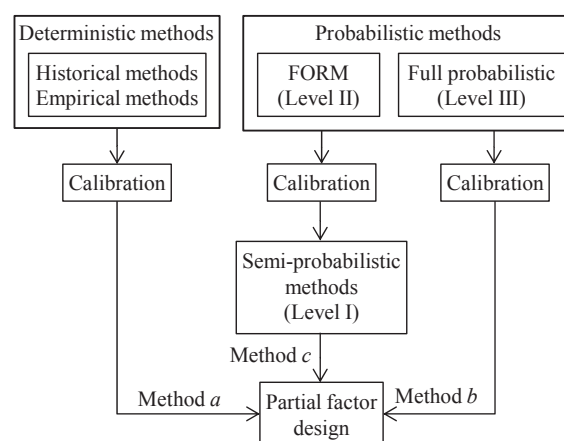 Deterministic methods
Historical methods
Empirical methods
Probabilistic methods
FORM
(Level II)
Full probabilistic
(Level III)
Calibration
Calibration
Calibration
Semi-probabilistic
methods
(Level I)
Method c
Method a
Partial factor
design
Method b